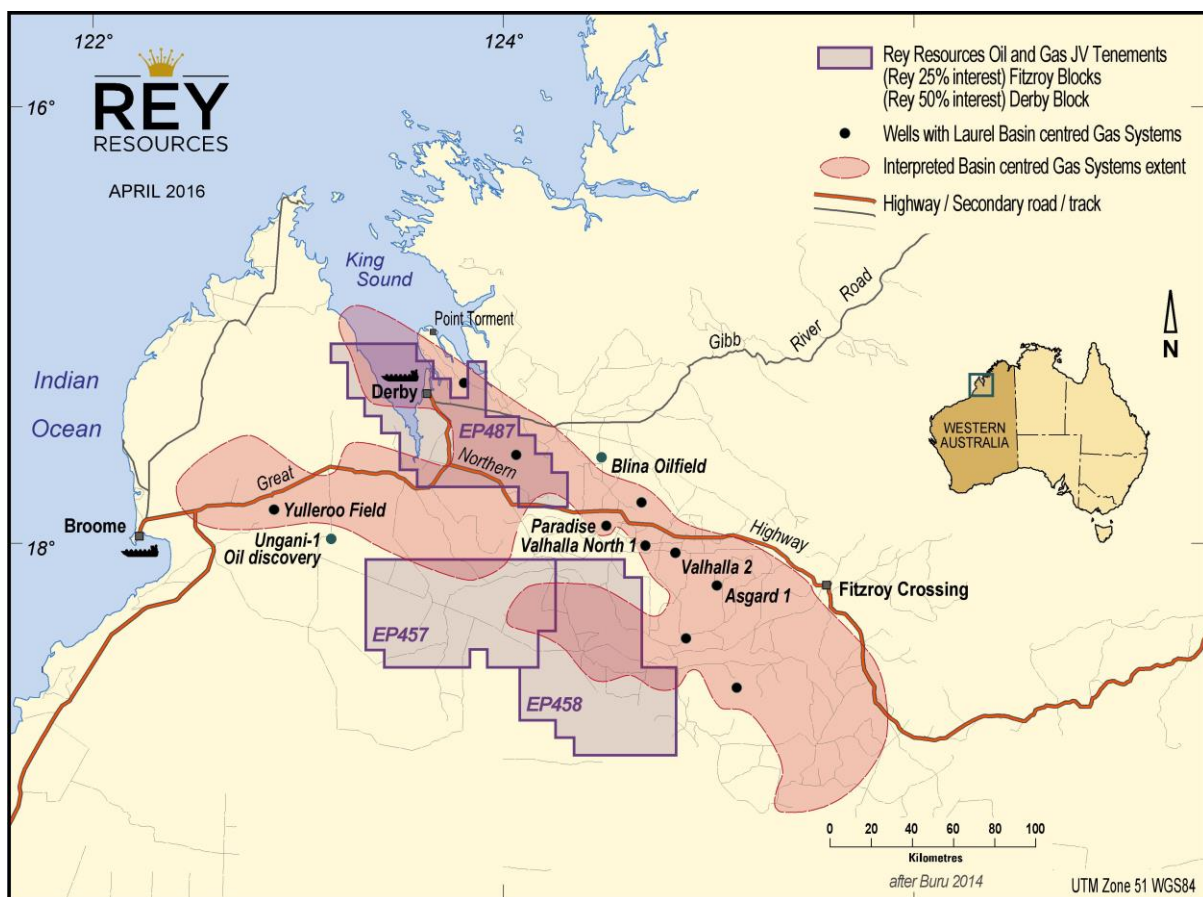 122°
124°
16°
REY
RESOURCES
APRIL 2016
Rey Resources Oil and Gas JV Tenements
(Rey 25% interest) Fitzroy Blocks
(Rey 50% interest) Derby Block
Wells with Laurel Basin centred Gas Systems
Interpreted Basin centred Gas Systems extent
Highway / Secondary road / track
King
Sound
Point Torment
Gibb
River
Road
N
Indian
Ocean
Derby
WESTERN
AUSTRALIA
EP487
Great
Northern
Highway
Blina Oilfield
Yulleroo Field
Broome
18°
Ungani-1
Oil discovery
Paradise
Valhalla North 1
Valhalla 2
Asgard 1
Fitzroy Crossing
EP457
EP458
0 20 40 60 80 100
Kilometres
after Buru 2014
UTM Zone 51 WGS84